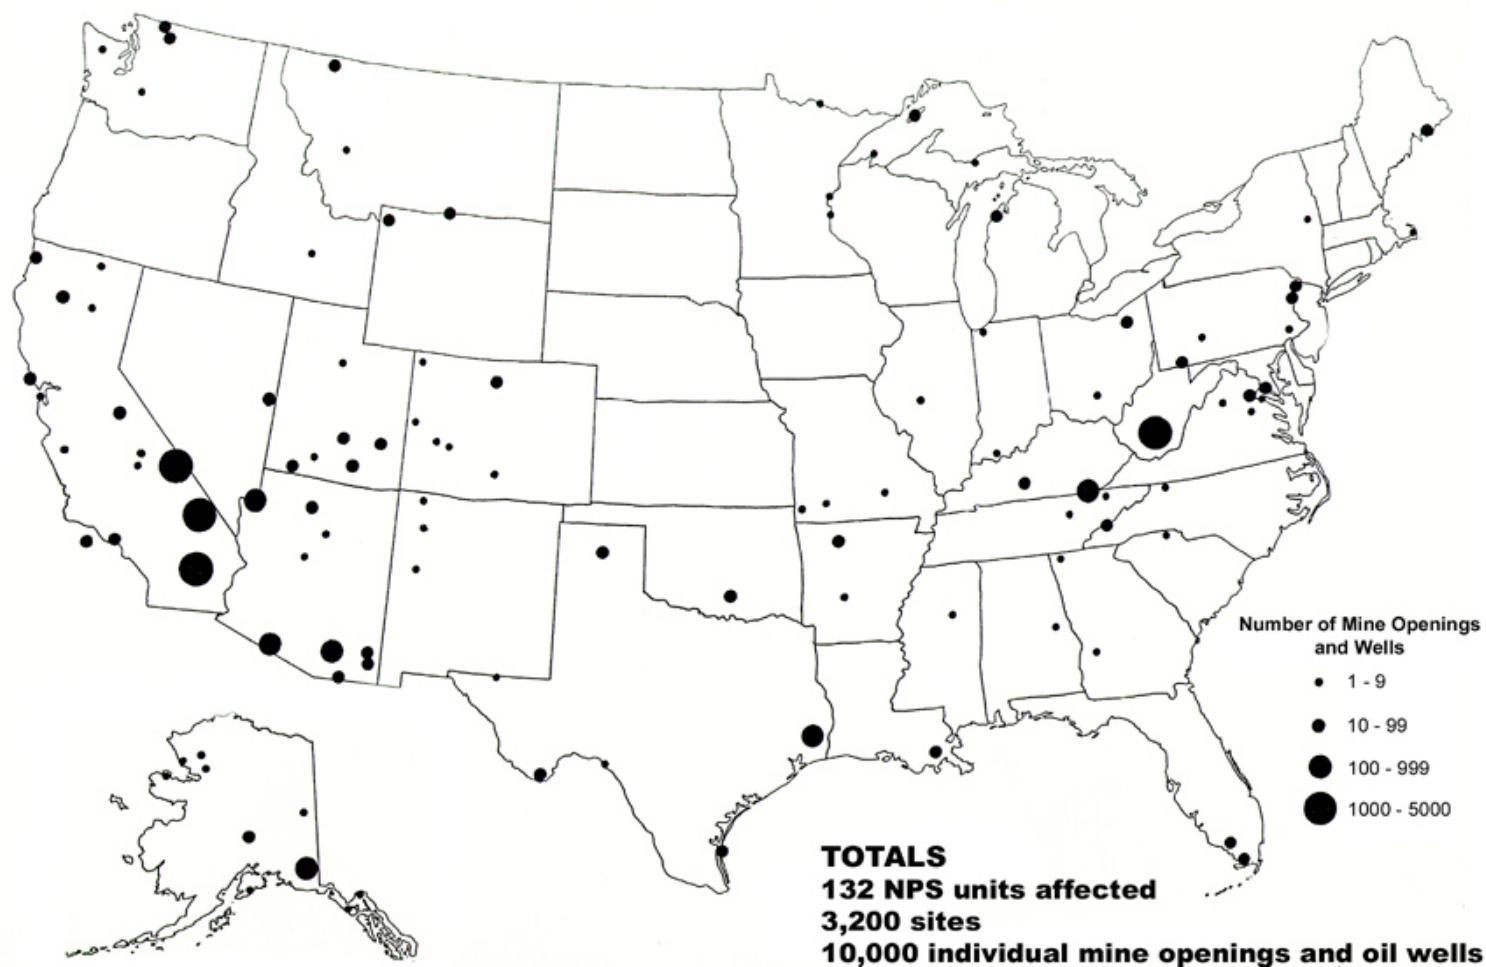 Number of Mine Openings
and Wells
1 - 9
10 - 99
100 - 999
1000 - 5000
TOTALS
132 NPS units affected
3,200 sites
10,000 individual mine openings and oil wells